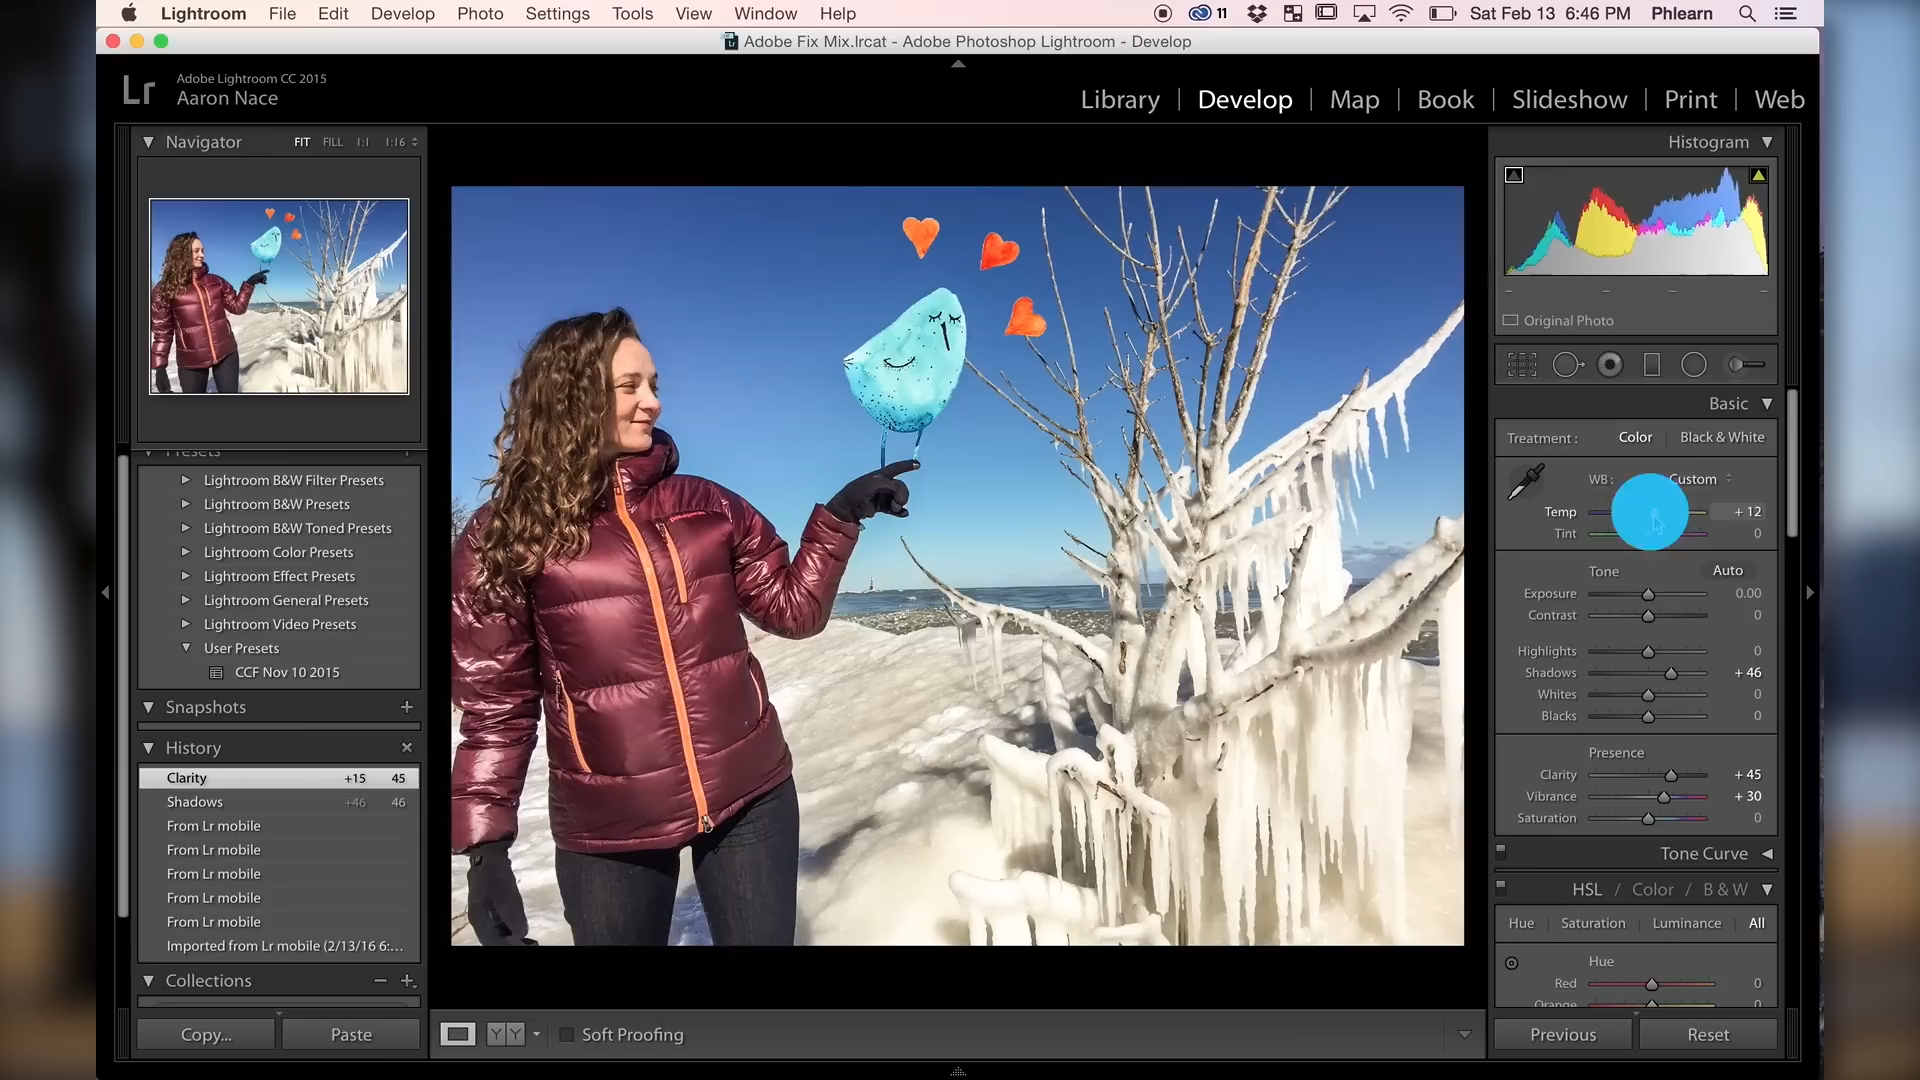 Lightroom File Edit Develop Photo Settings Tools View Window Help 11 Sat Feb 13 6:46 PM Phlearn
Lr Adobe Fix Mix.lrcat - Adobe Photoshop Lightroom - Develop
Lr
Adobe Lightroom CC 2015
Aaron Nace
Library | Develop | Map | Book | Slideshow | Print | Web
Navigator FIT FILL 1:1 1:16
Presets +
Lightroom B&W Filter Presets
Lightroom B&W Presets
Lightroom B&W Toned Presets
Lightroom Color Presets
Lightroom Effect Presets
Lightroom General Presets
Lightroom Video Presets
User Presets
CCF Nov 10 2015
Snapshots +
History ×
Clarity +15 45
Shadows +46 46
From Lr mobile
From Lr mobile
From Lr mobile
From Lr mobile
From Lr mobile
Imported from Lr mobile (2/13/16 6:...
Collections − +
Copy... Paste
patagonia
Y Y Soft Proofing
Histogram
Original Photo
Basic
Treatment : Color | Black & White
WB : Custom
Temp + 12
Tint 0
Tone Auto
Exposure 0.00
Contrast 0
Highlights 0
Shadows + 46
Whites 0
Blacks 0
Presence
Clarity + 45
Vibrance + 30
Saturation 0
Tone Curve
HSL / Color / B & W
Hue | Saturation | Luminance | All
Hue
Red 0
Orange
Previous Reset